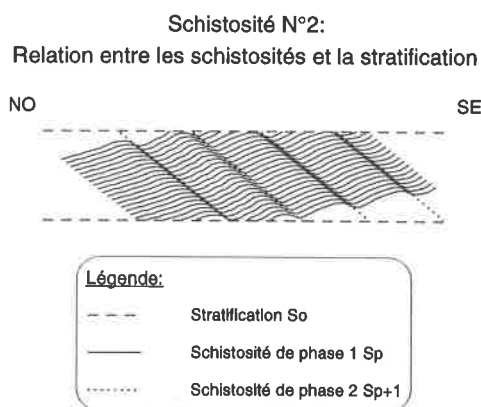 Schistosité N°2:
Relation entre les schistosités et la stratification
NO
SE
Légende:
Stratification So
Schistosité de phase 1 Sp
Schistosité de phase 2 Sp+1